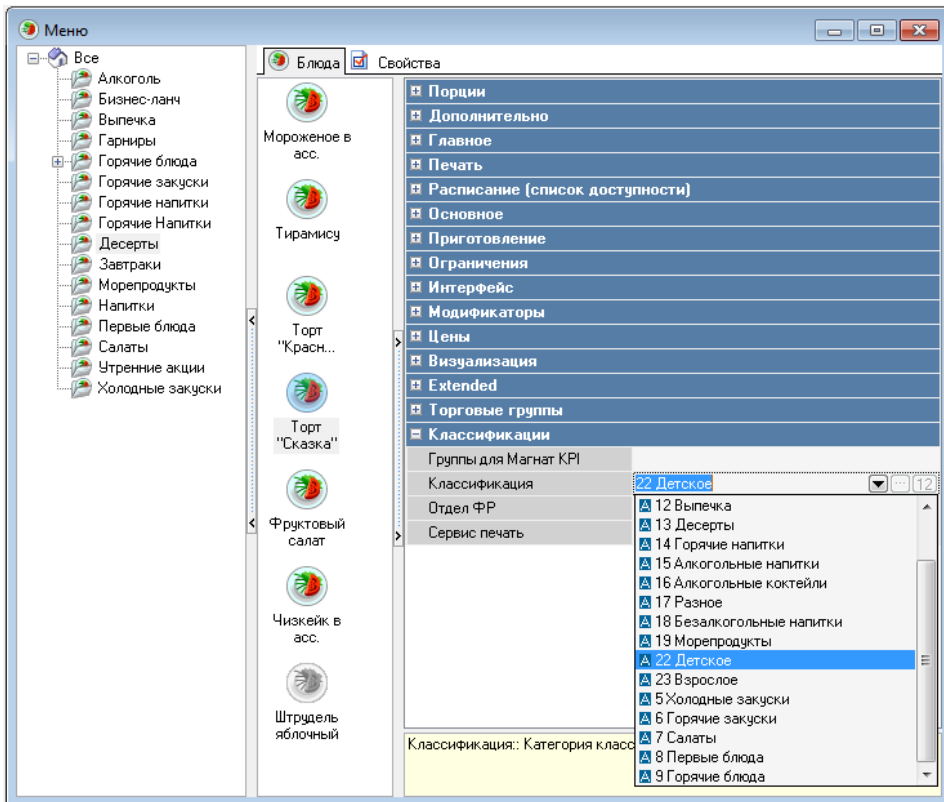 Меню
Все
Алкоголь
Бизнес-ланч
Выпечка
Гарниры
Горячие блюда
Горячие закуски
Горячие напитки
Горячие Напитки
Десерты
Завтраки
Морепродукты
Напитки
Первые блюда
Салаты
Утренние акции
Холодные закуски
Блюда
Свойства
Мороженое в
асс.
Тирамису
Торт
"Красн...
Торт
"Сказка"
Фруктовый
салат
Чизкейк в
асс.
Штрудель
яблочный
Порции
Дополнительно
Главное
Печать
Расписание (список доступности)
Основное
Приготовление
Ограничения
Интерфейс
Модификаторы
Цены
Визуализация
Extended
Торговые группы
Классификации
Группы для Магнат KPI
Классификация
22 Детское
12
Отдел ФР
Сервис печать
A 12 Выпечка
A 13 Десерты
A 14 Горячие напитки
A 15 Алкогольные напитки
A 16 Алкогольные коктейли
A 17 Разное
A 18 Безалкогольные напитки
A 19 Морепродукты
A 22 Детское
A 23 Взрослое
A 5 Холодные закуски
A 6 Горячие закуски
A 7 Салаты
A 8 Первые блюда
A 9 Горячие блюда
Классификация:: Категория класс